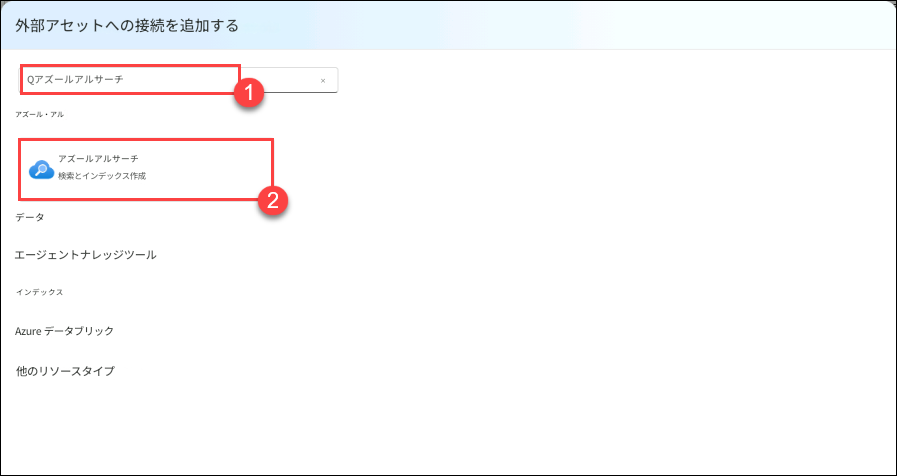 外部アセットへの接続を追加する
Qアズールアルサーチ ×
1
アズール・アル
アズールアルサーチ
検索とインデックス作成
2
データ
エージェントナレッジツール
インデックス
Azure データブリック
他のリソースタイプ